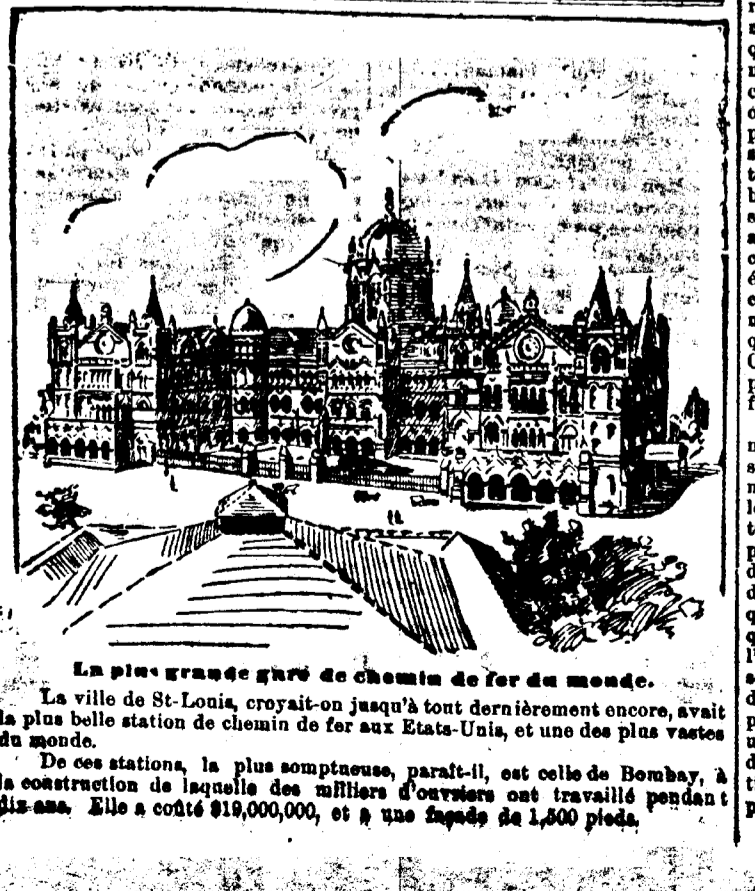 La plus grande gare de chemin de fer du monde.
La ville de St-Louis, croyait-on jusqu'à tout dernièrement encore, avait
la plus belle station de chemin de fer aux Etats-Unis, et une des plus vastes
du monde.
De ces stations, la plus somptueuse, paraît-il, est celle de Bombay, à
la construction de laquelle des milliers d'ouvriers ont travaillé pendant
dix ans. Elle a coûté $19,000,000, et a une façade de 1,500 pieds.